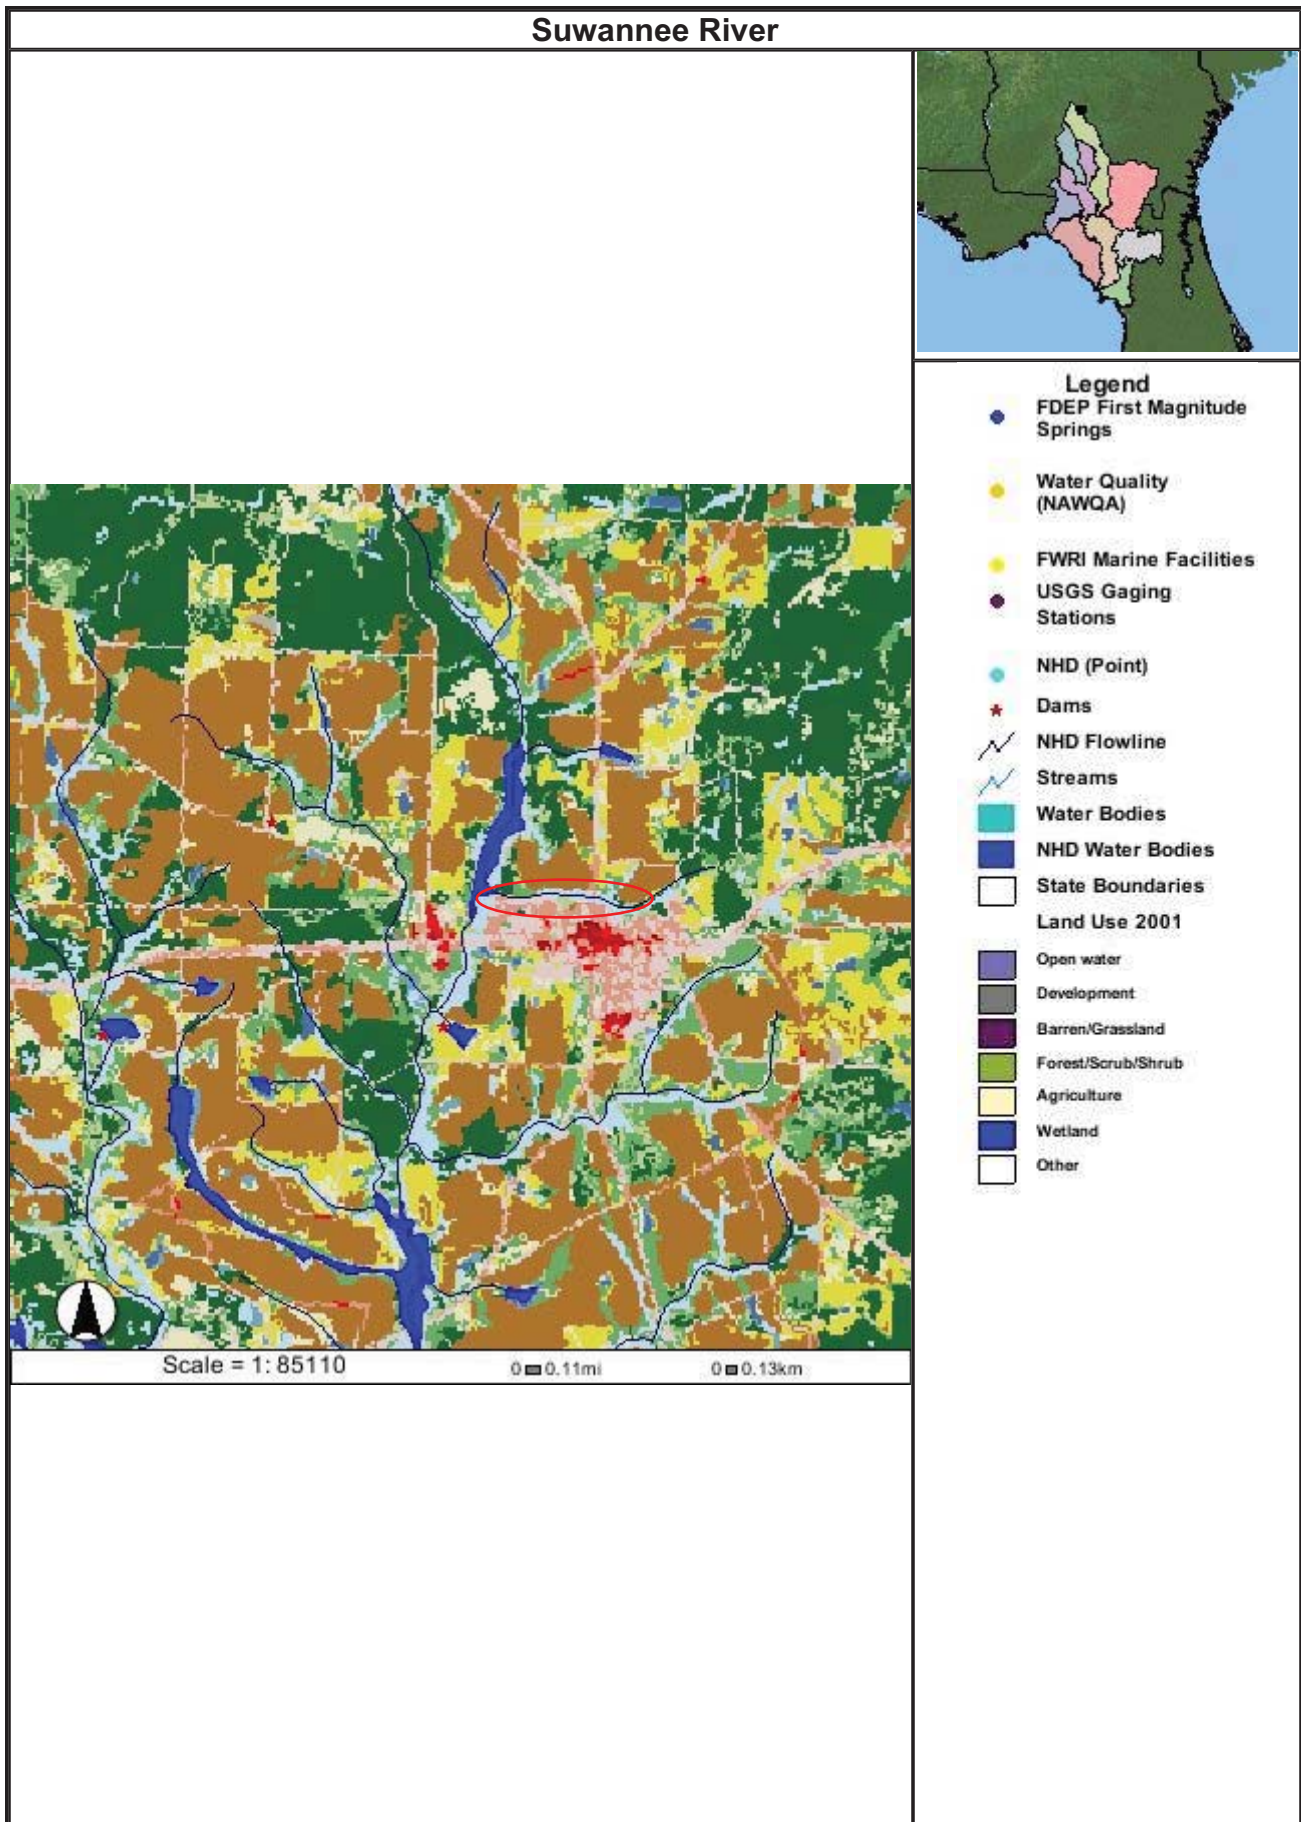 Suwannee River
Legend
FDEP First Magnitude
Springs
Water Quality
(NAWQA)
FWRI Marine Facilities
USGS Gaging
Stations
NHD (Point)
Dams
NHD Flowline
Streams
Water Bodies
NHD Water Bodies
State Boundaries
Land Use 2001
Open water
Development
Barren/Grassland
Forest/Scrub/Shrub
Agriculture
Wetland
Other
Scale = 1: 85110
0 0.11mi
0 0.13km